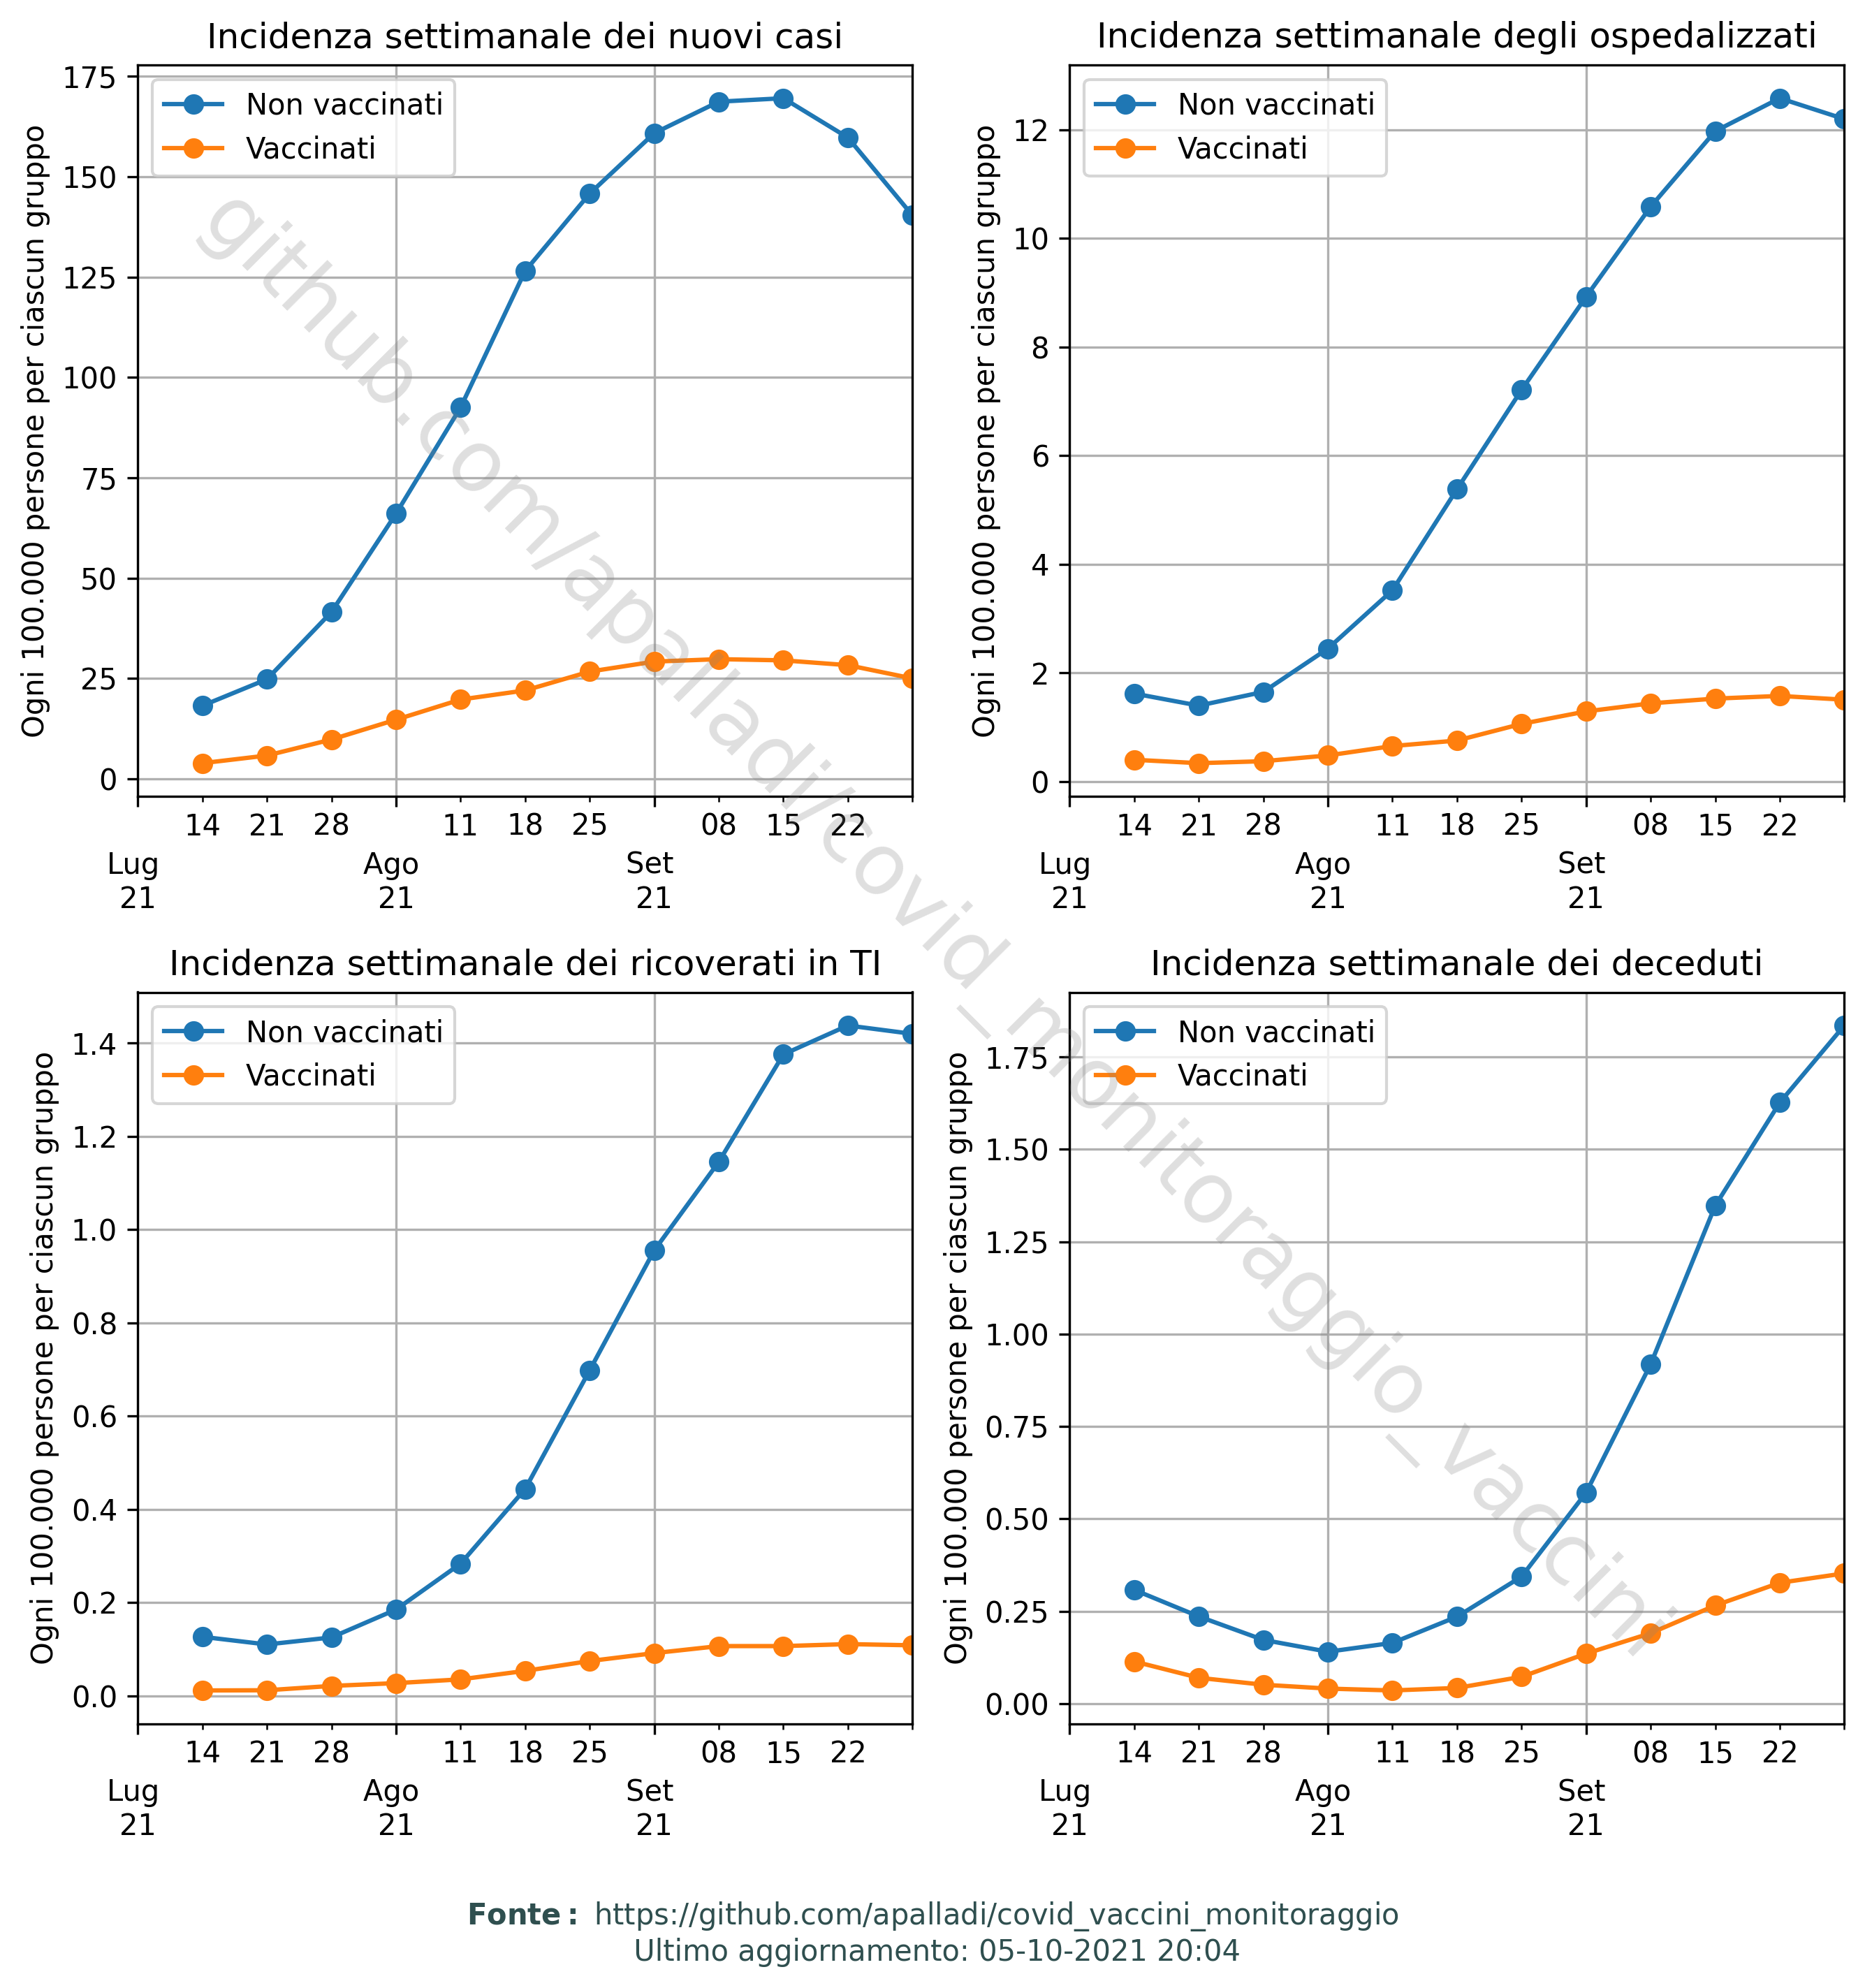 Incidenza settimanale dei nuovi casi
Ogni 100.000 persone per ciascun gruppo
175
150
125
100
75
50
25
0
Non vaccinati
Vaccinati
14 21 28 11 18 25 08 15 22
Lug Ago Set
21 21 21
Incidenza settimanale degli ospedalizzati
Ogni 100.000 persone per ciascun gruppo
12
10
8
6
4
2
0
Non vaccinati
Vaccinati
14 21 28 11 18 25 08 15 22
Lug Ago Set
21 21 21
Incidenza settimanale dei ricoverati in TI
Ogni 100.000 persone per ciascun gruppo
1.4
1.2
1.0
0.8
0.6
0.4
0.2
0.0
Non vaccinati
Vaccinati
14 21 28 11 18 25 08 15 22
Lug Ago Set
21 21 21
Incidenza settimanale dei deceduti
Ogni 100.000 persone per ciascun gruppo
1.75
1.50
1.25
1.00
0.75
0.50
0.25
0.00
Non vaccinati
Vaccinati
14 21 28 11 18 25 08 15 22
Lug Ago Set
21 21 21
github.com/apalladi/covid_monitoraggio_vaccini
Fonte: https://github.com/apalladi/covid_vaccini_monitoraggio
Ultimo aggiornamento: 05-10-2021 20:04